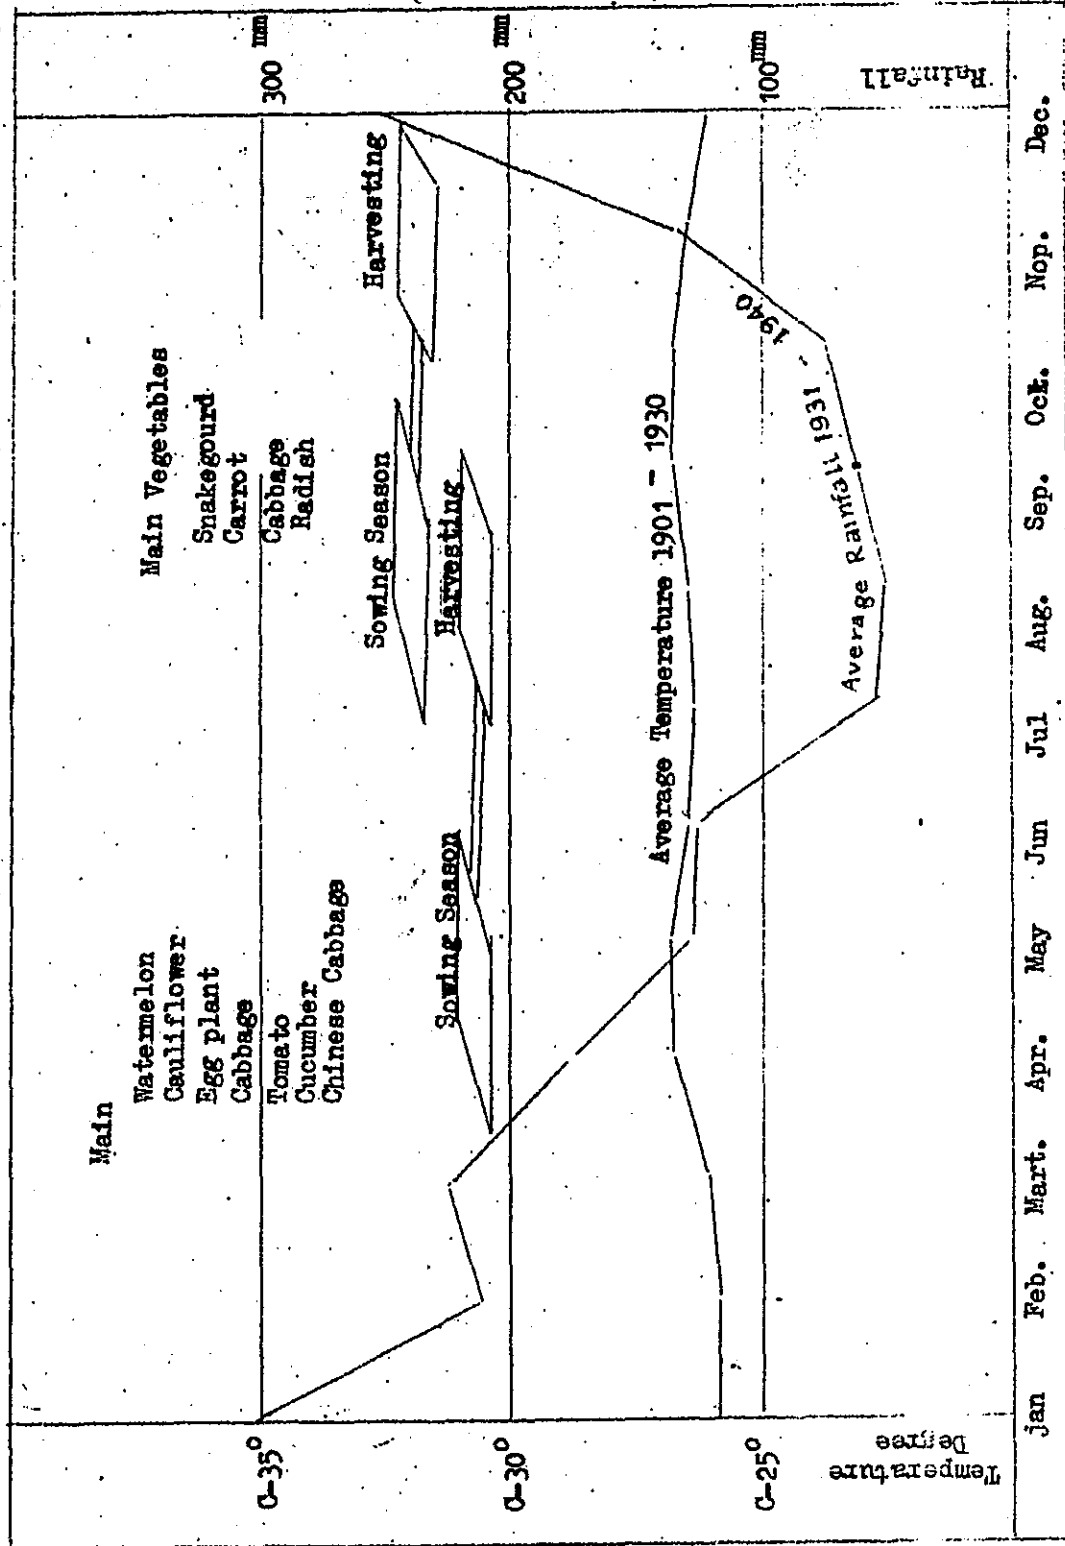 Main
Watermelon
Cauliflower
Egg plant
Cabbage
Tomato
Cucumber
Chinese Cabbage
Main Vegetables
Snakegourd
Carrot
Cabbage
Radish
Sowing Season
Harvesting
Sowing Season
Harvesting
Average Temperature 1901 - 1930
Average Rainfall 1931 - 1940
C-35°
C-30°
C-25°
Temperature
Degree
300 mm
200 mm
100 mm
Rainfall
jan Feb. Mart. Apr. May Jun Jul Aug. Sep. Oct. Nop. Dec.